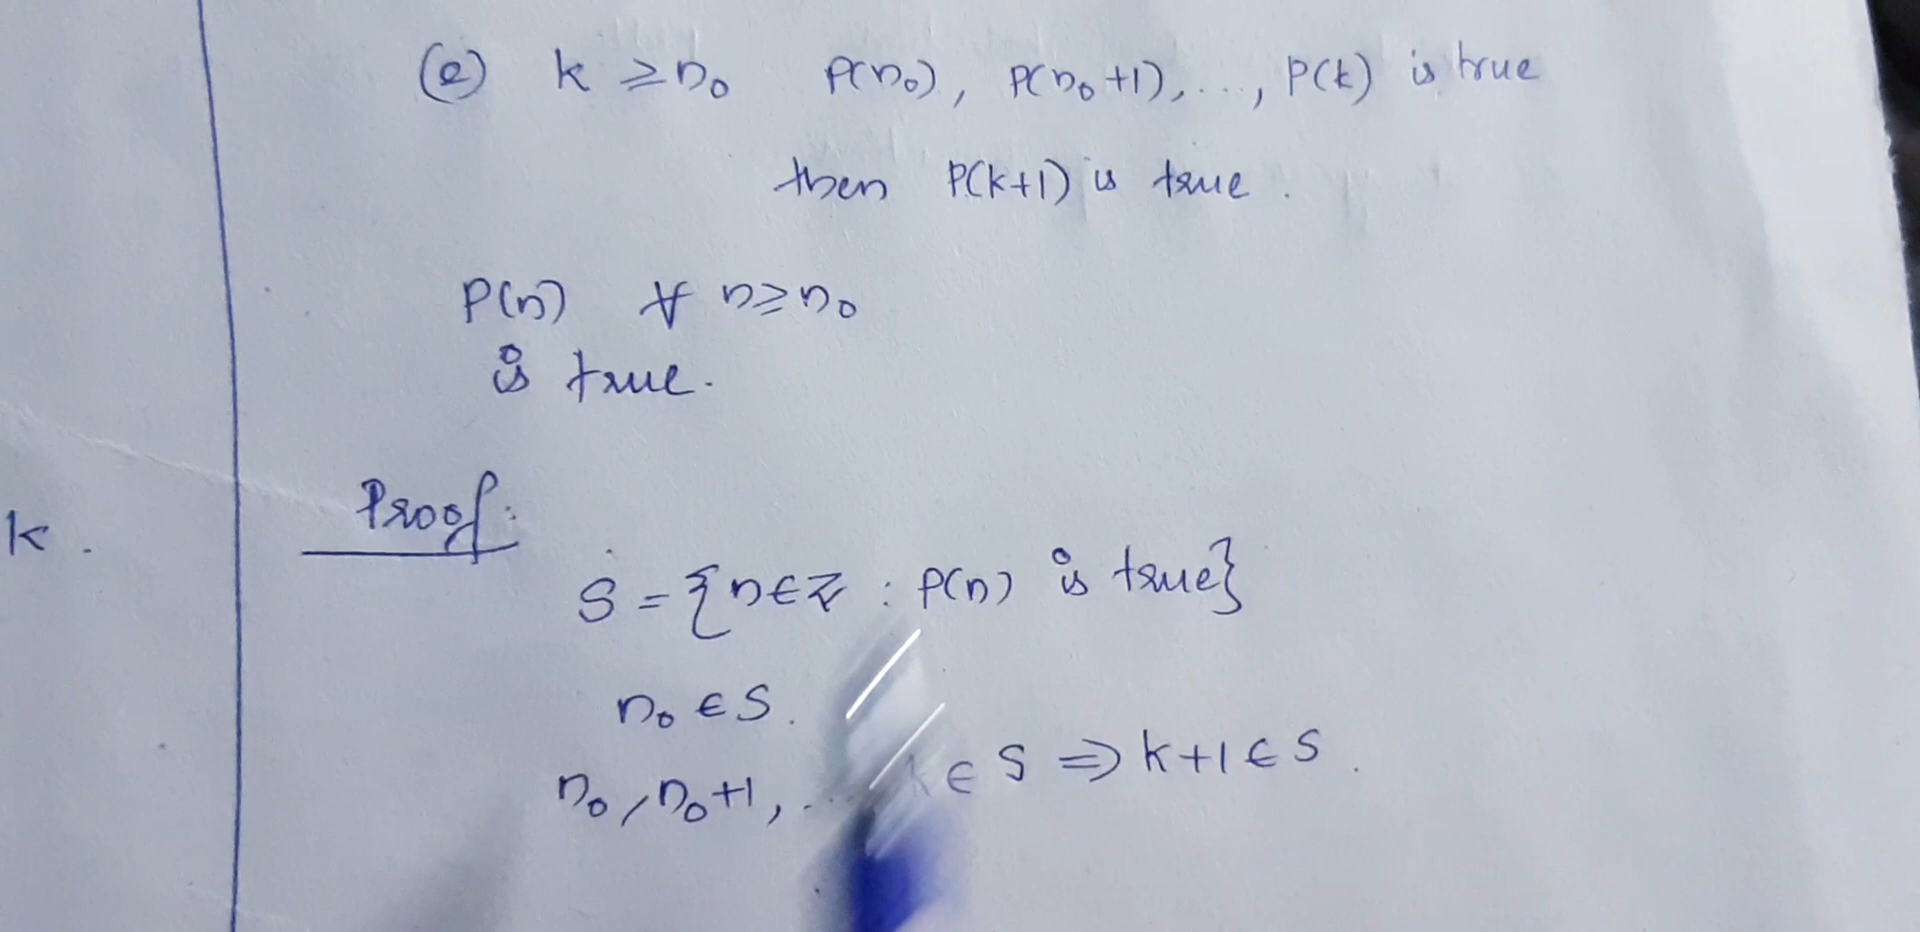 (e) k ≥ n₀ P(n₀), P(n₀+1), ..., P(k) is true
then P(k+1) is true.
P(n) ∀ n ≥ n₀
is true.
k.
Proof:
S = {n ∈ ℤ : P(n) is true}
n₀ ∈ S.
n₀, n₀+1, ... k ∈ S ⇒ k+1 ∈ S.